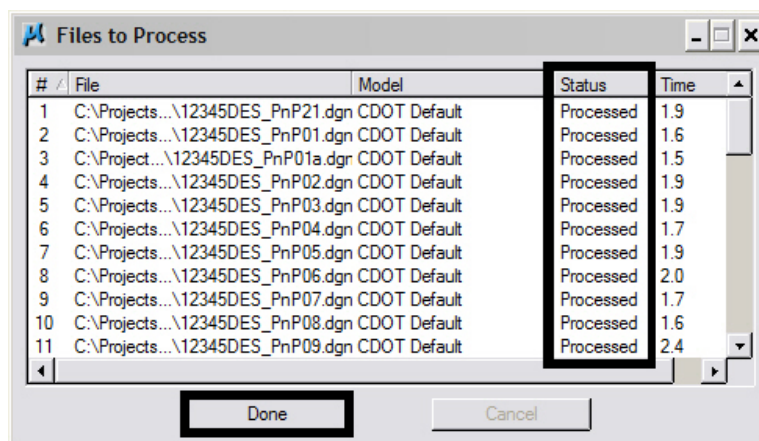 Files to Process
# File Model Status Time
1 C:\Projects...\12345DES_PnP21.dgn CDOT Default Processed 1.9
2 C:\Projects...\12345DES_PnP01.dgn CDOT Default Processed 1.6
3 C:\Project...\12345DES_PnP01a.dgr CDOT Default Processed 1.5
4 C:\Projects...\12345DES_PnP02.dgn CDOT Default Processed 1.9
5 C:\Projects...\12345DES_PnP03.dgn CDOT Default Processed 1.9
6 C:\Projects...\12345DES_PnP04.dgn CDOT Default Processed 1.7
7 C:\Projects...\12345DES_PnP05.dgn CDOT Default Processed 1.9
8 C:\Projects...\12345DES_PnP06.dgn CDOT Default Processed 2.0
9 C:\Projects...\12345DES_PnP07.dgn CDOT Default Processed 1.7
10 C:\Projects...\12345DES_PnP08.dgn CDOT Default Processed 1.6
11 C:\Projects...\12345DES_PnP09.dgn CDOT Default Processed 2.4
Done Cancel